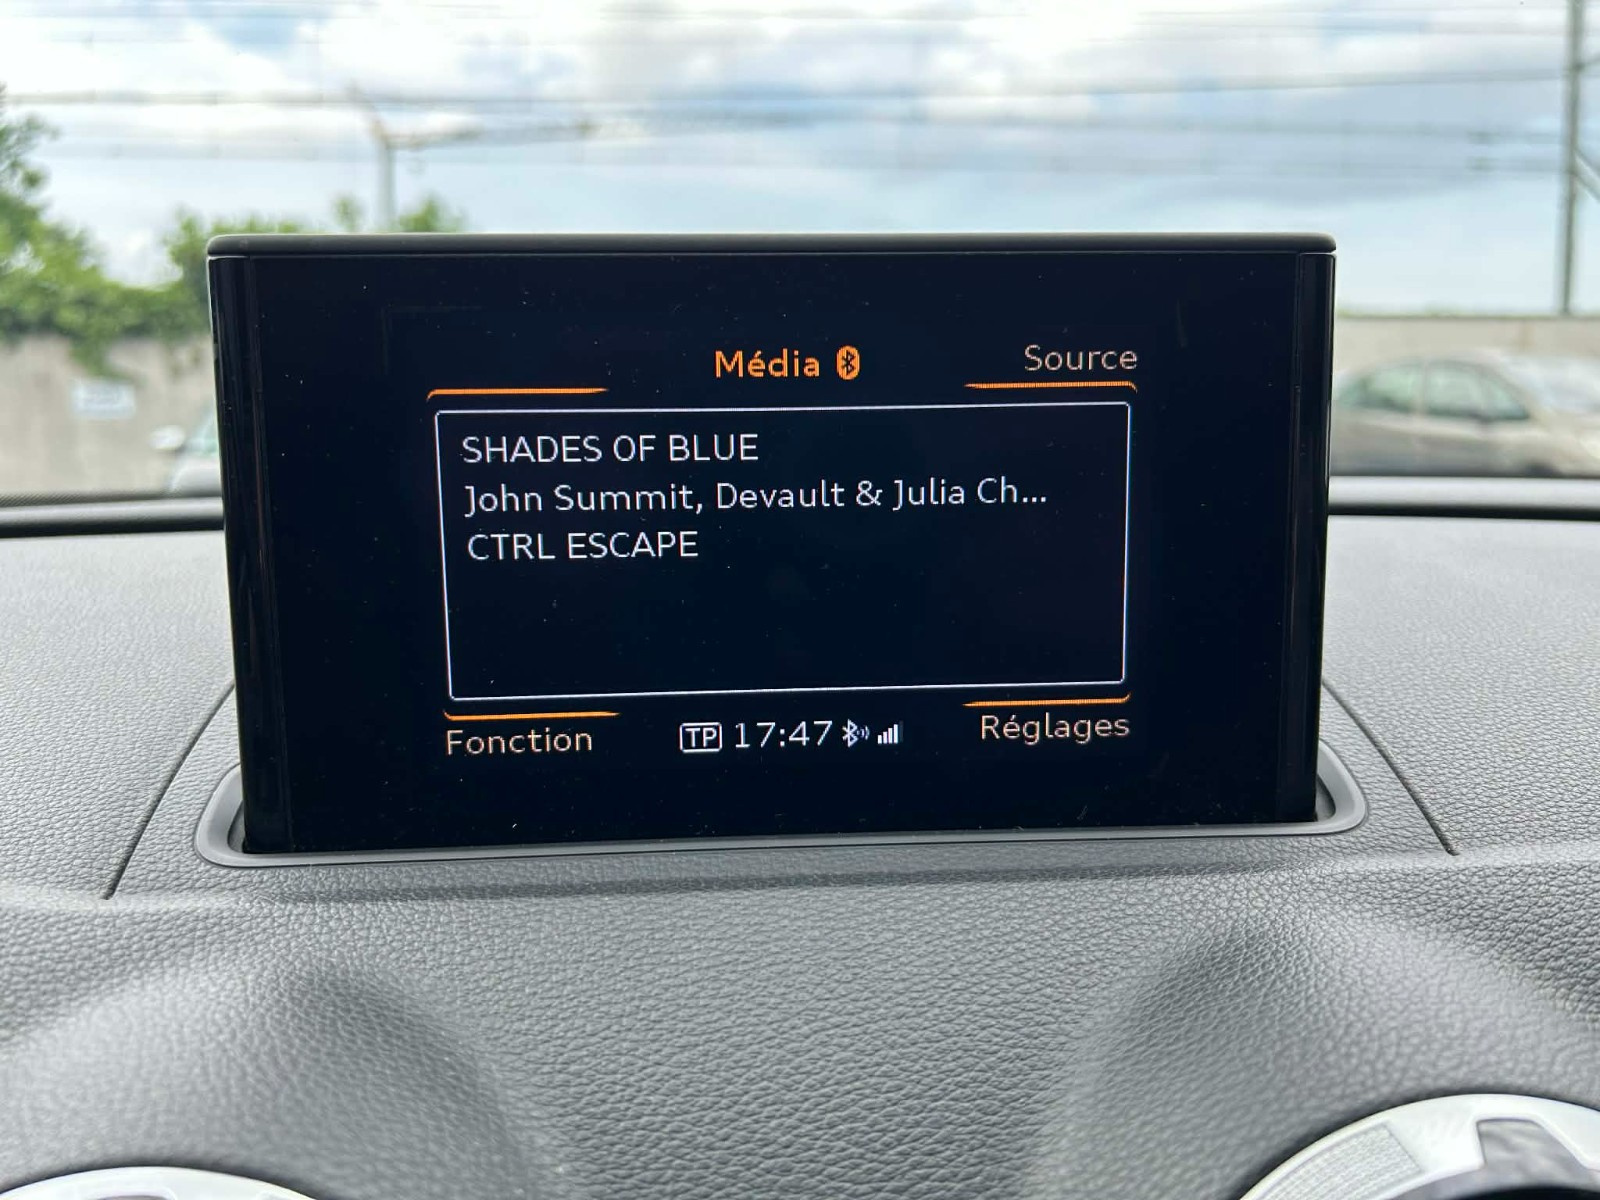 Média
Source
SHADES OF BLUE
John Summit, Devault & Julia Ch...
CTRL ESCAPE
Fonction
TP 17:47
Réglages